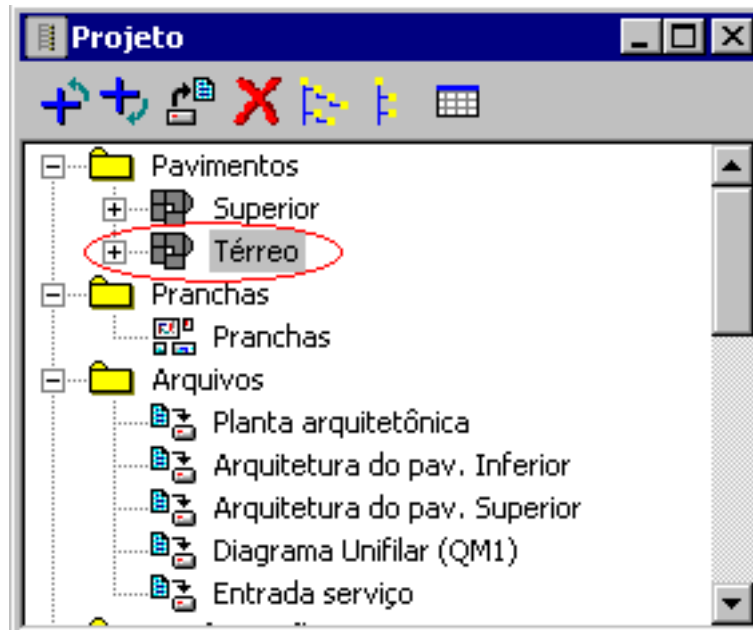 Projeto
Pavimentos
Superior
Térreo
Pranchas
Pranchas
Arquivos
Planta arquitetônica
Arquitetura do pav. Inferior
Arquitetura do pav. Superior
Diagrama Unifilar (QM1)
Entrada serviço